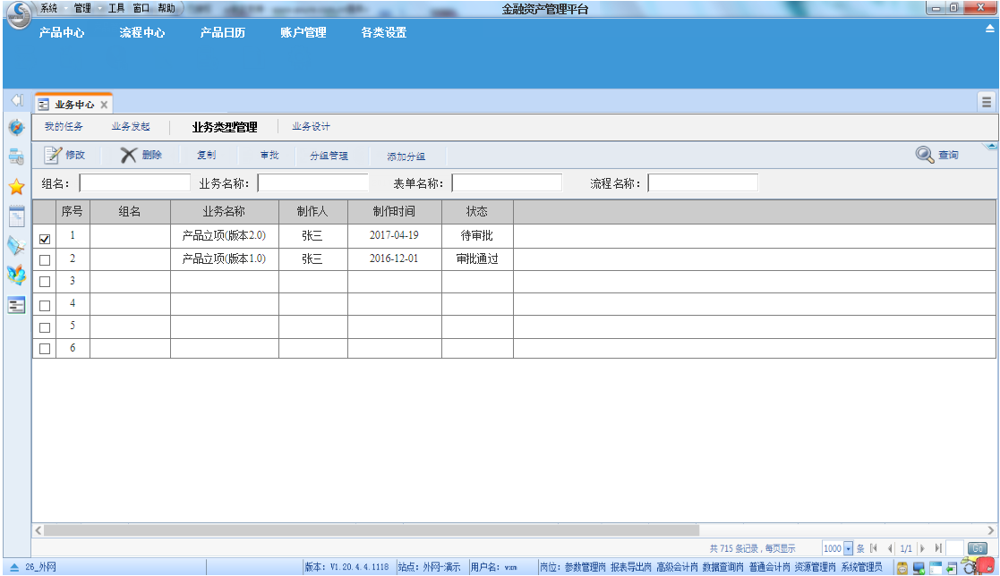 系统 管理 工具 窗口 帮助 金融资产管理平台
产品中心 流程中心 产品日历 账户管理 各类设置
业务中心
我的任务 业务发起 业务类型管理 业务设计
修改 删除 复制 审批 分组管理 添加分组 查询
组名： 业务名称： 表单名称： 流程名称：
序号 组名 业务名称 制作人 制作时间 状态
1 产品立项(版本2.0) 张三 2017-04-19 待审批
2 产品立项(版本1.0) 张三 2016-12-01 审批通过
3
4
5
6
共 715 条记录，每页显示 1000 条 1/1 Go
26_外网 版本: V1.20.4.4.1118 站点: 外网-演示 用户名: vxm 岗位: 参数管理岗 报表导出岗 高级会计岗 数据查询岗 普通会计岗 资源管理岗 系统管理员